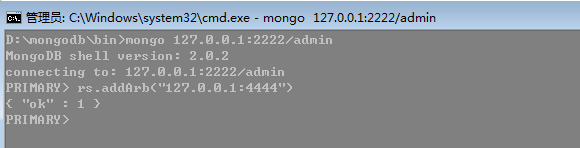 管理员: C:\Windows\system32\cmd.exe - mongo  127.0.0.1:2222/admin
D:\mongodb\bin>mongo 127.0.0.1:2222/admin
MongoDB shell version: 2.0.2
connecting to: 127.0.0.1:2222/admin
PRIMARY> rs.addArb("127.0.0.1:4444")
{ "ok" : 1 }
PRIMARY>